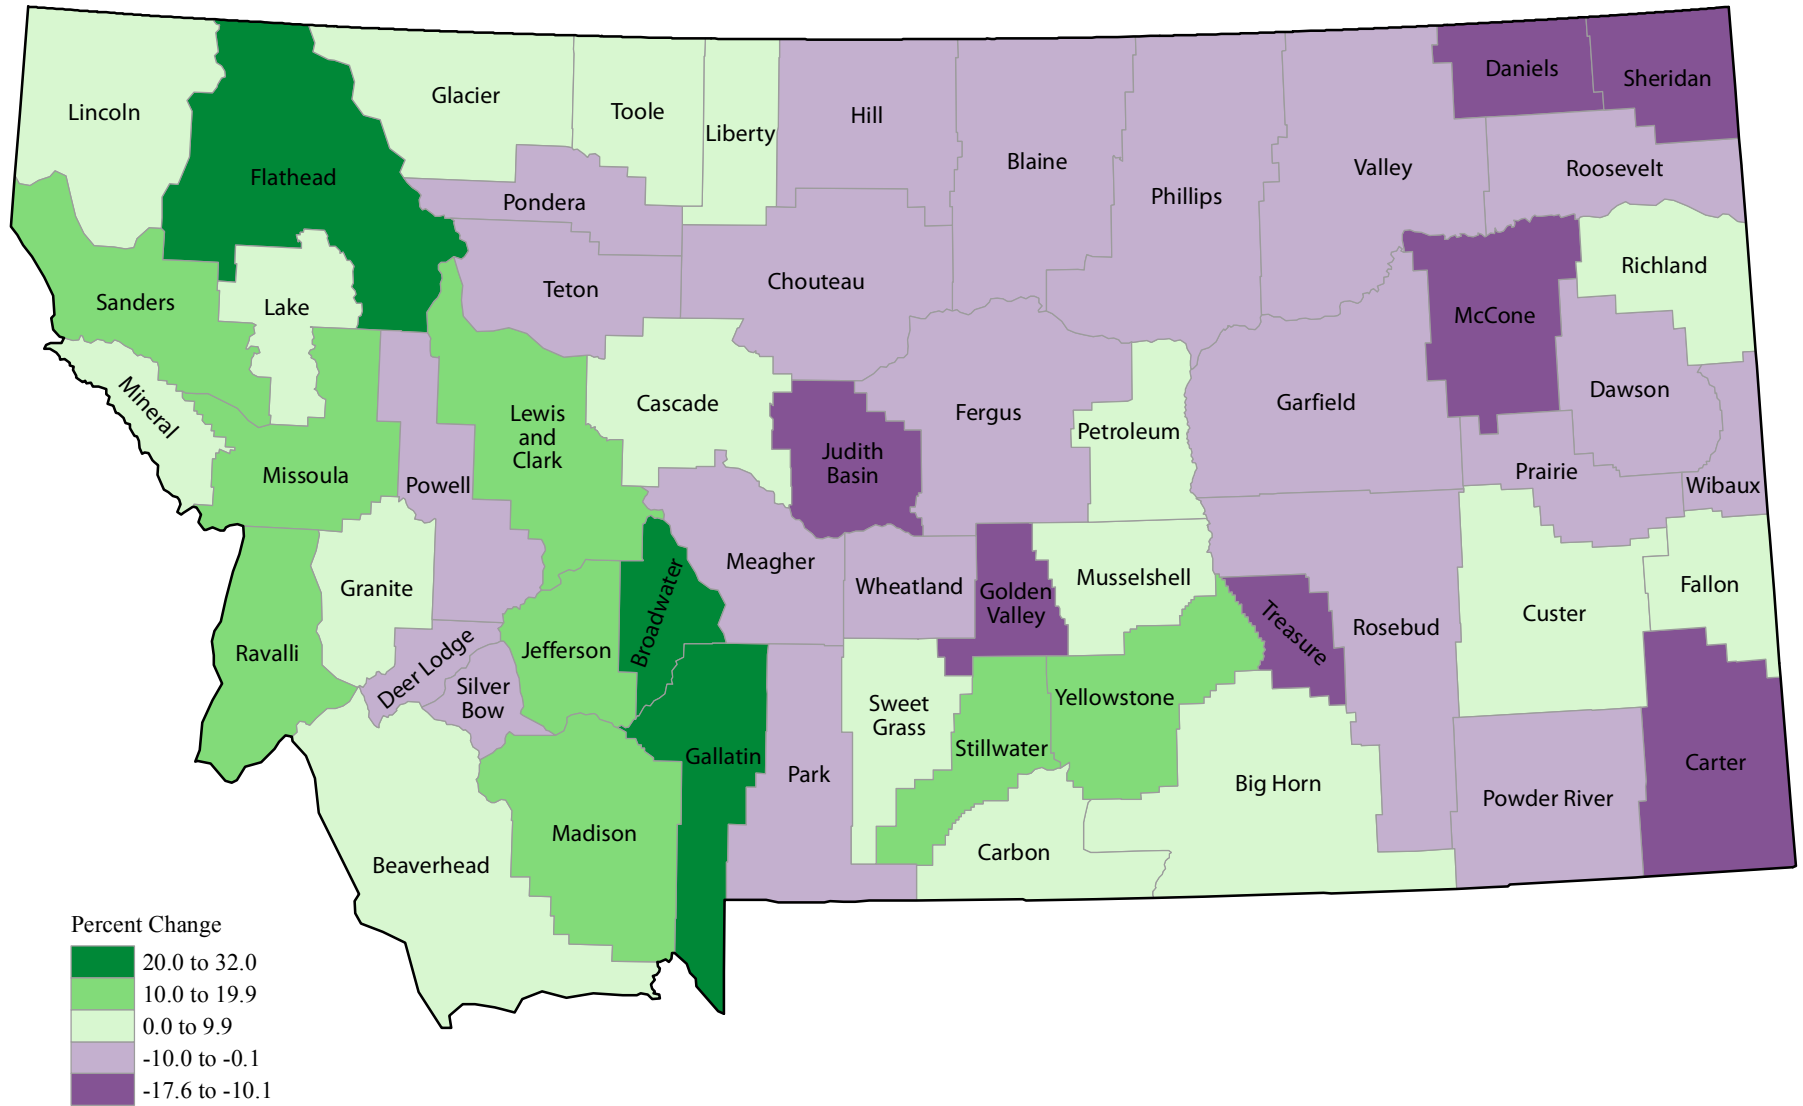 Lincoln
Flathead
Glacier
Toole
Liberty
Hill
Blaine
Phillips
Valley
Daniels
Sheridan
Roosevelt
Pondera
Teton
Chouteau
Richland
McCone
Sanders
Lake
Mineral
Missoula
Powell
Lewis
and
Clark
Cascade
Judith
Basin
Fergus
Petroleum
Garfield
Dawson
Prairie
Wibaux
Granite
Ravalli
Deer Lodge
Silver
Bow
Jefferson
Broadwater
Meagher
Wheatland
Golden
Valley
Musselshell
Treasure
Rosebud
Custer
Fallon
Gallatin
Park
Sweet
Grass
Stillwater
Yellowstone
Big Horn
Powder River
Carter
Beaverhead
Madison
Carbon
Percent Change
20.0 to 32.0
10.0 to 19.9
0.0 to 9.9
-10.0 to -0.1
-17.6 to -10.1